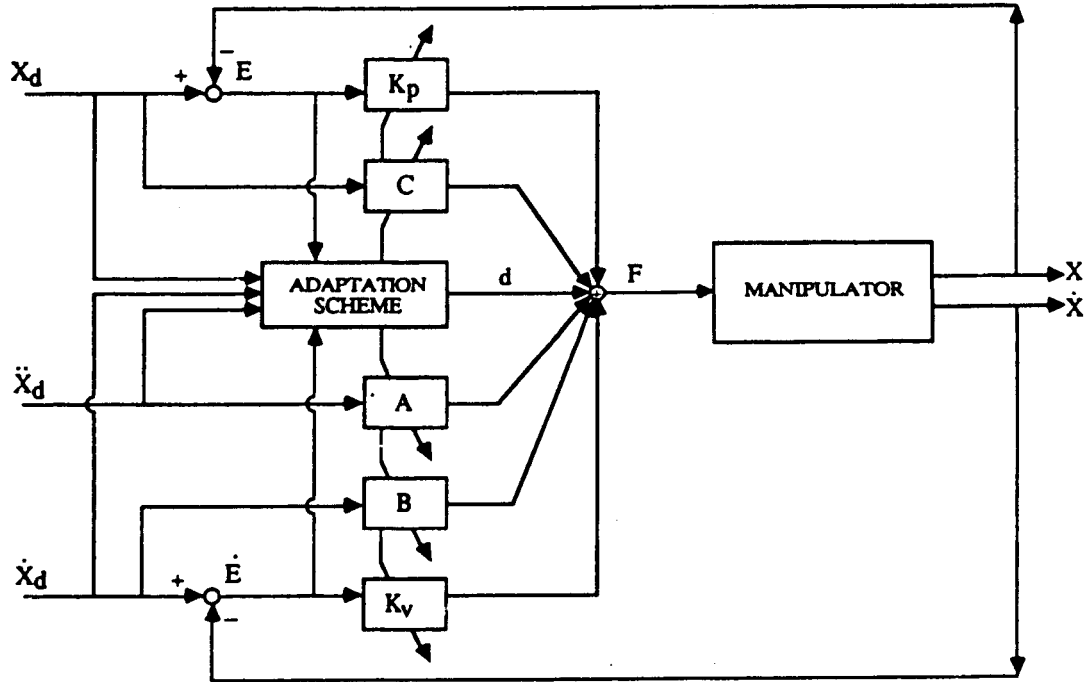 − E
X_d +
K_p
C
ADAPTATION
SCHEME
d
F
MANIPULATOR
X
Ẋ
Ẍ_d
A
B
Ẋ_d + Ė
−
K_v